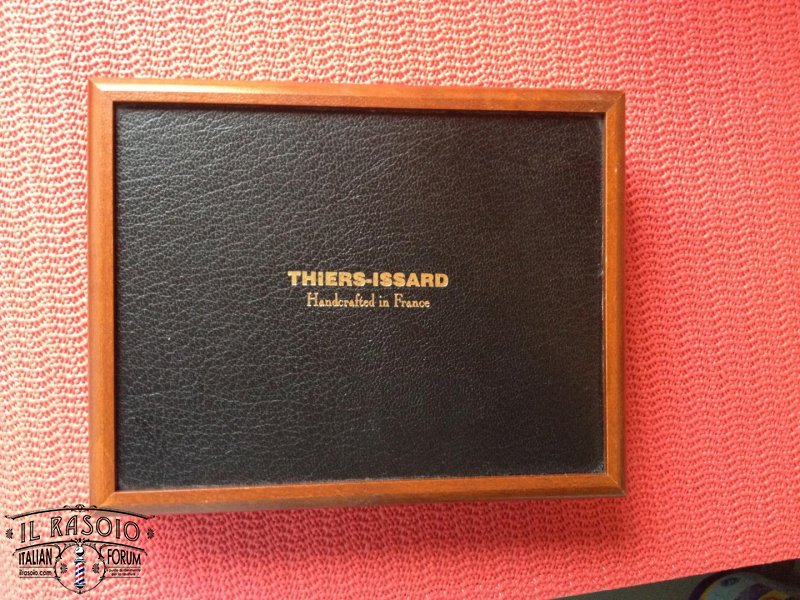 THIERS-ISSARD
Handcrafted in France
IL RASOIO
ITALIAN FORUM
ilrasoio.com